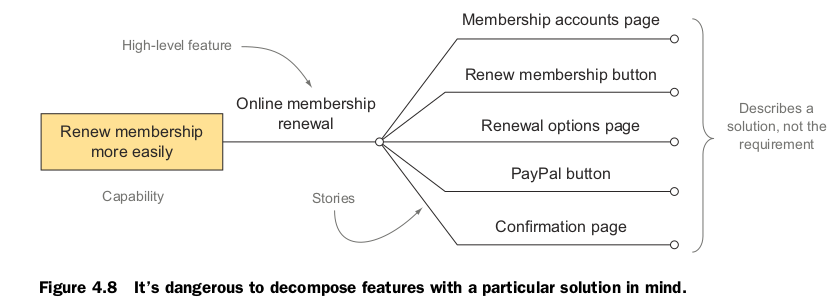 Membership accounts page
High-level feature
Renew membership button
Online membership
renewal
Renew membership
more easily
Renewal options page
Describes a
solution, not the
requirement
PayPal button
Capability
Stories
Confirmation page
Figure 4.8 It’s dangerous to decompose features with a particular solution in mind.